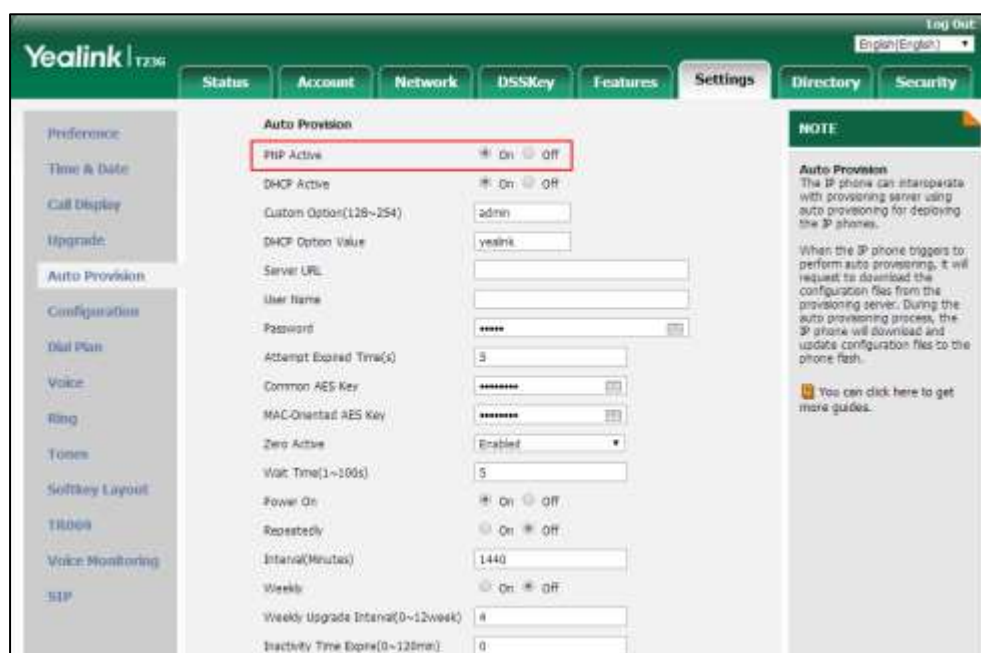 Log Out
Yealink T23G
English(English)
Status Account Network DSSKey Features Settings Directory Security
Preference
Time & Date
Call Display
Upgrade
Auto Provision
Configuration
Dial Plan
Voice
Ring
Tones
Softkey Layout
TR069
Voice Monitoring
SIP
Auto Provision
PNP Active On Off
DHCP Active On Off
Custom Option(128~254) admin
DHCP Option Value yealink
Server URL
User Name
Password •••••
Attempt Expired Time(s) 5
Common AES Key ••••••••
MAC-Oriented AES Key ••••••••
Zero Active Enabled
Wait Time(1~100s) 5
Power On On Off
Repeatedly On Off
Interval(Minutes) 1440
Weekly On Off
Weekly Upgrade Interval(0~12week) 4
Inactivity Time Expire(0~120min) 0
NOTE
Auto Provision
The IP phone can interoperate
with provisioning server using
auto provisioning for deploying
the IP phones.
When the IP phone triggers to
perform auto provisioning, it will
request to download the
configuration files from the
provisioning server. During the
auto provisioning process, the
IP phone will download and
update configuration files to the
phone flash.
You can click here to get
more guides.